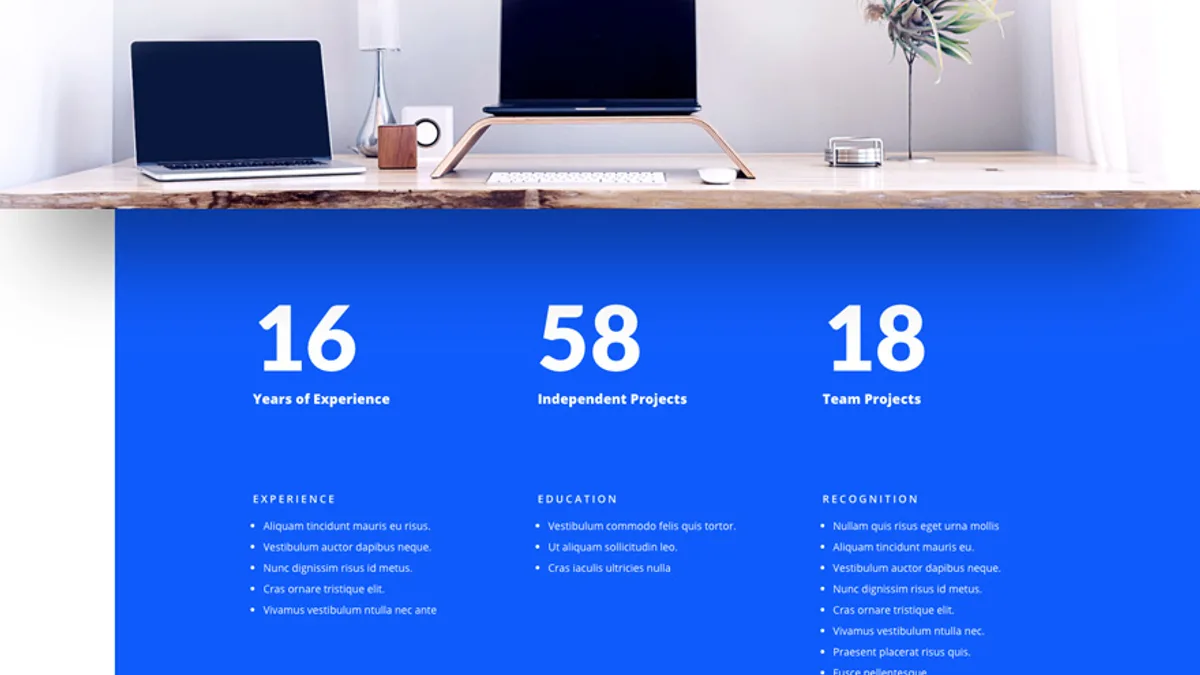 16
58
18
Years of Experience
Independent Projects
Team Projects
EXPERIENCE
Aliquam tincidunt mauris eu risus.
Vestibulum auctor dapibus neque.
Nunc dignissim risus id metus.
Cras ornare tristique elit.
Vivamus vestibulum ntulla nec ante
EDUCATION
Vestibulum commodo felis quis tortor.
Ut aliquam sollicitudin leo.
Cras iaculis ultricies nulla
RECOGNITION
Nullam quis risus eget urna mollis
Aliquam tincidunt mauris eu.
Vestibulum auctor dapibus neque.
Nunc dignissim risus id metus.
Cras ornare tristique elit.
Vivamus vestibulum ntulla nec.
Praesent placerat risus quis.
Fusce pellentesque